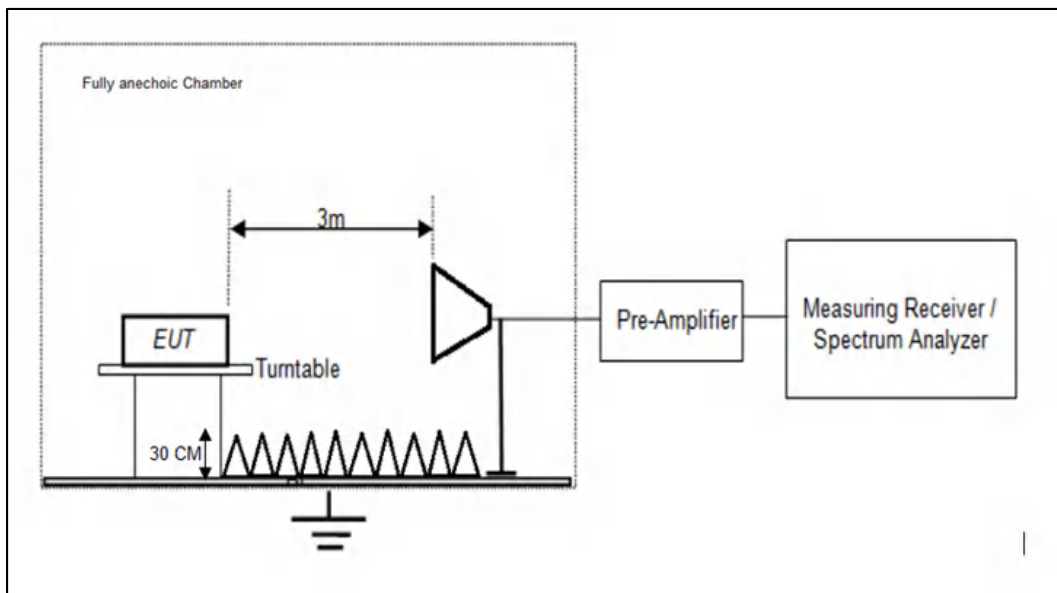 Fully anechoic Chamber
3m
EUT
Turntable
30 CM
Pre-Amplifier
Measuring Receiver /
Spectrum Analyzer